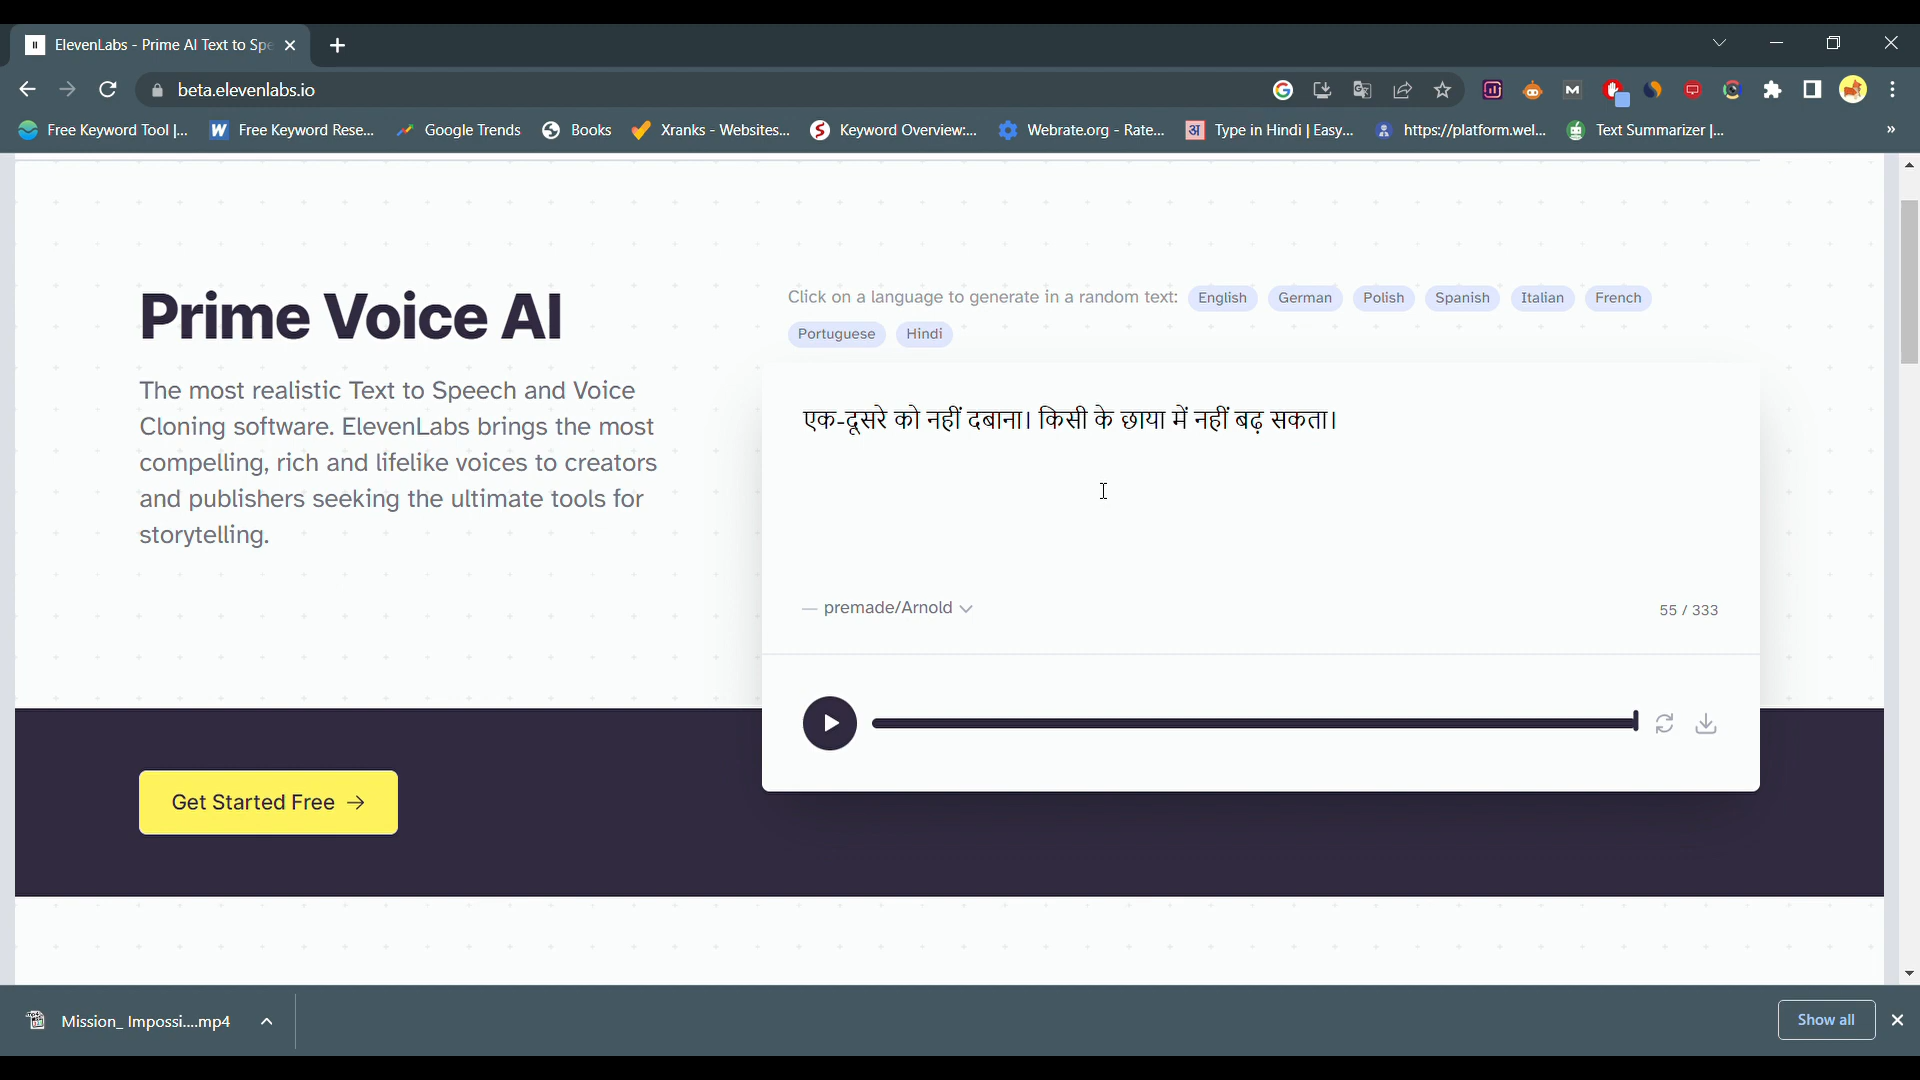 ElevenLabs - Prime AI Text to Spe
beta.elevenlabs.io
Free Keyword Tool |... Free Keyword Rese... Google Trends Books Xranks - Websites... Keyword Overview:... Webrate.org - Rate... Type in Hindi | Easy... https://platform.wel... Text Summarizer |... »
Prime Voice AI
The most realistic Text to Speech and Voice
Cloning software. ElevenLabs brings the most
compelling, rich and lifelike voices to creators
and publishers seeking the ultimate tools for
storytelling.
Click on a language to generate in a random text: English German Polish Spanish Italian French
Portuguese Hindi
एक-दूसरे को नहीं दबाना। किसी के छाया में नहीं बढ़ सकता।
— premade/Arnold 55 / 333
Get Started Free →
Mission_ Impossi....mp4 Show all